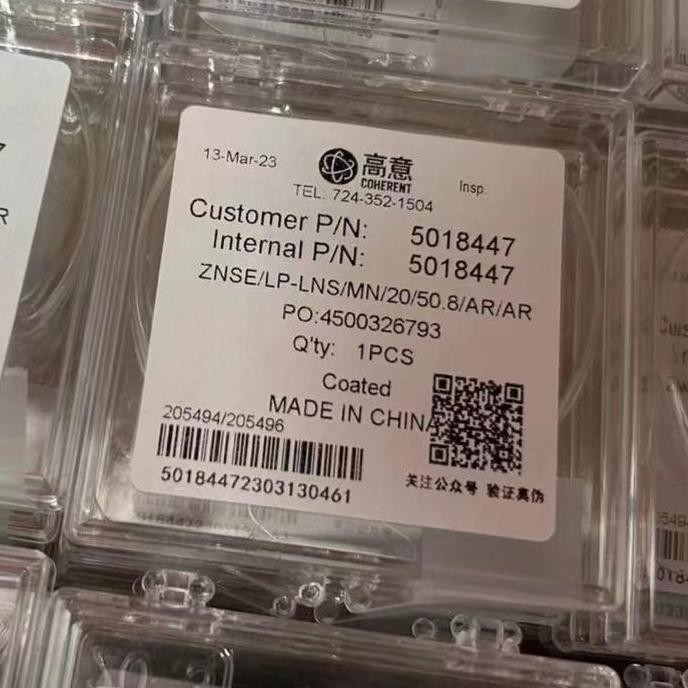 13-Mar-23
高意
COHERENT
Insp.
TEL: 724-352-1504
Customer P/N: 5018447
Internal P/N: 5018447
ZNSE/LP-LNS/MN/20/50.8/AR/AR
PO:4500326793
Q'ty: 1PCS
Coated
MADE IN CHINA
205494/205496
50184472303130461
关注公众号 验证真伪